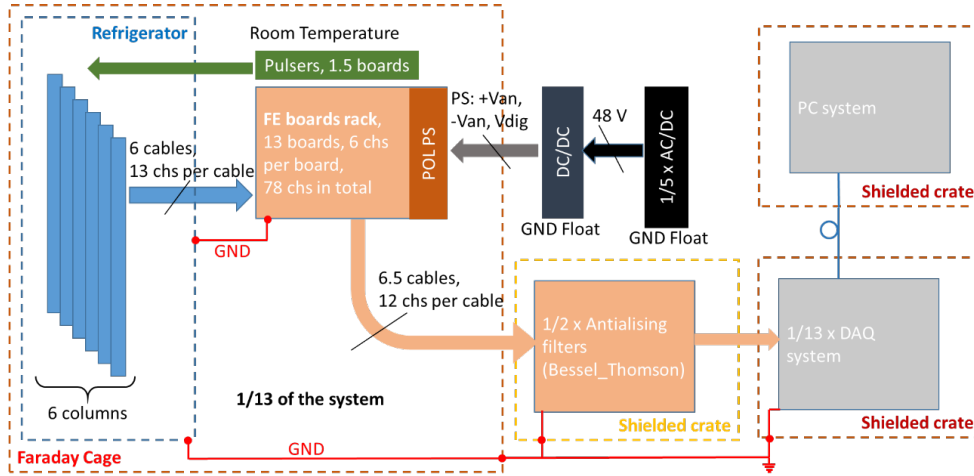 Refrigerator
Room Temperature
Pulsers, 1.5 boards
FE boards rack,
13 boards, 6 chs
per board,
78 chs in total
POL PS
PS: +Van,
-Van, Vdig
DC/DC
48 V
1/5 x AC/DC
GND Float
GND Float
PC system
Shielded crate
6 cables,
13 chs per cable
GND
6.5 cables,
12 chs per cable
1/2 x Antialising
filters
(Bessel_Thomson)
Shielded crate
1/13 x DAQ
system
Shielded crate
6 columns
1/13 of the system
GND
Faraday Cage